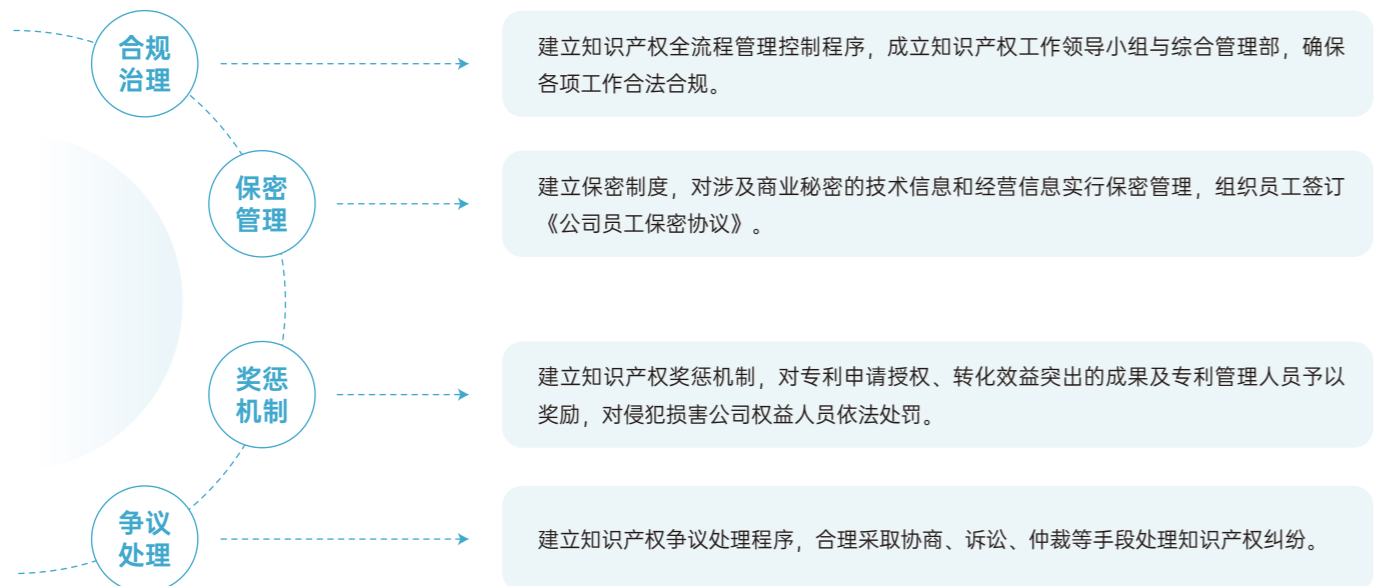 合规
治理
建立知识产权全流程管理控制程序，成立知识产权工作领导小组与综合管理部，确保
各项工作合法合规。
保密
管理
建立保密制度，对涉及商业秘密的技术信息和经营信息实行保密管理，组织员工签订
《公司员工保密协议》。
奖惩
机制
建立知识产权奖惩机制，对专利申请授权、转化效益突出的成果及专利管理人员予以
奖励，对侵犯损害公司权益人员依法处罚。
争议
处理
建立知识产权争议处理程序，合理采取协商、诉讼、仲裁等手段处理知识产权纠纷。